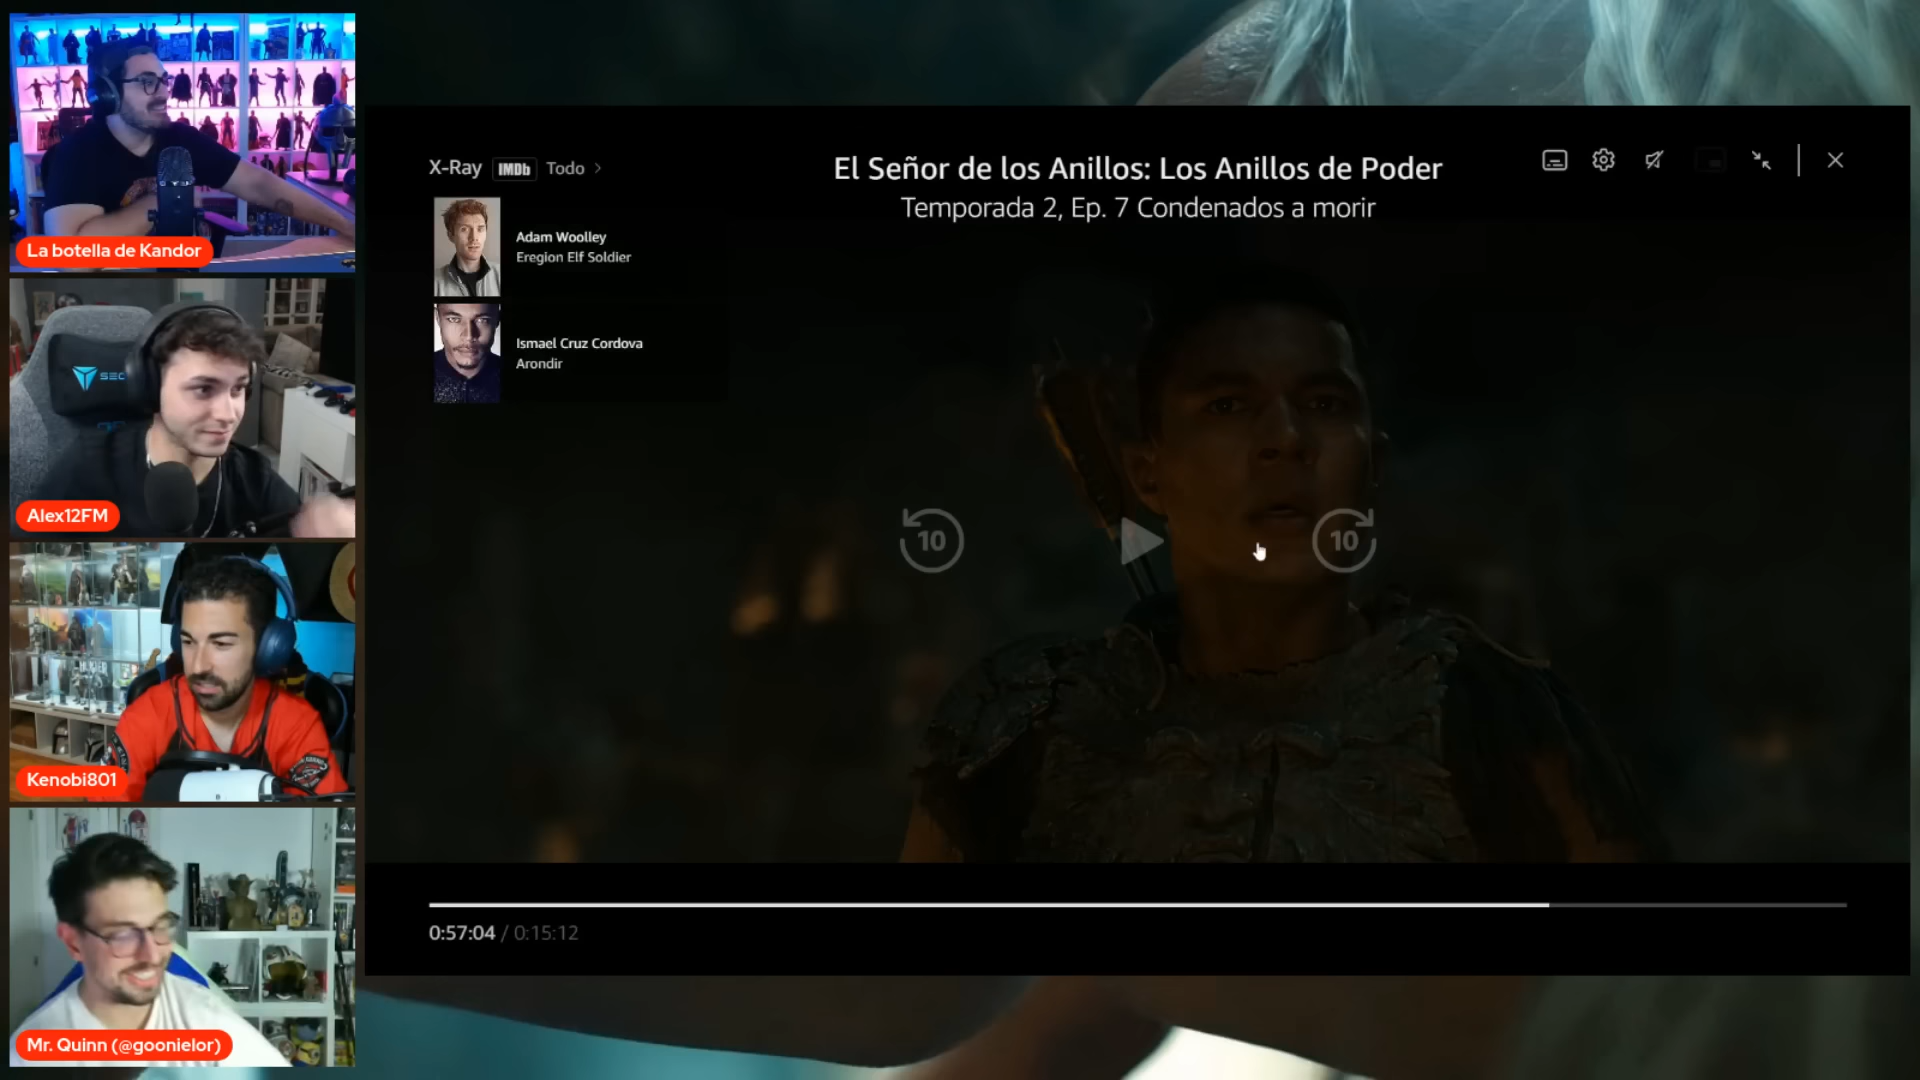 La botella de Kandor
SEC
Alex12FM
Kenobi801
Mr. Quinn (@goonielor)
X-Ray IMDb Todo
Adam Woolley
Eregion Elf Soldier
Ismael Cruz Cordova
Arondir
El Señor de los Anillos: Los Anillos de Poder
Temporada 2, Ep. 7 Condenados a morir
10
10
0:57:04 / 0:15:12